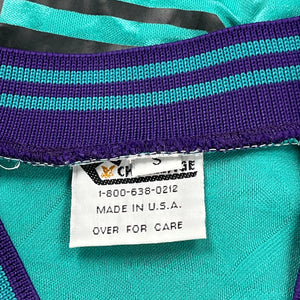 S
1-800-638-0212
MADE IN U.S.A.
OVER FOR CARE